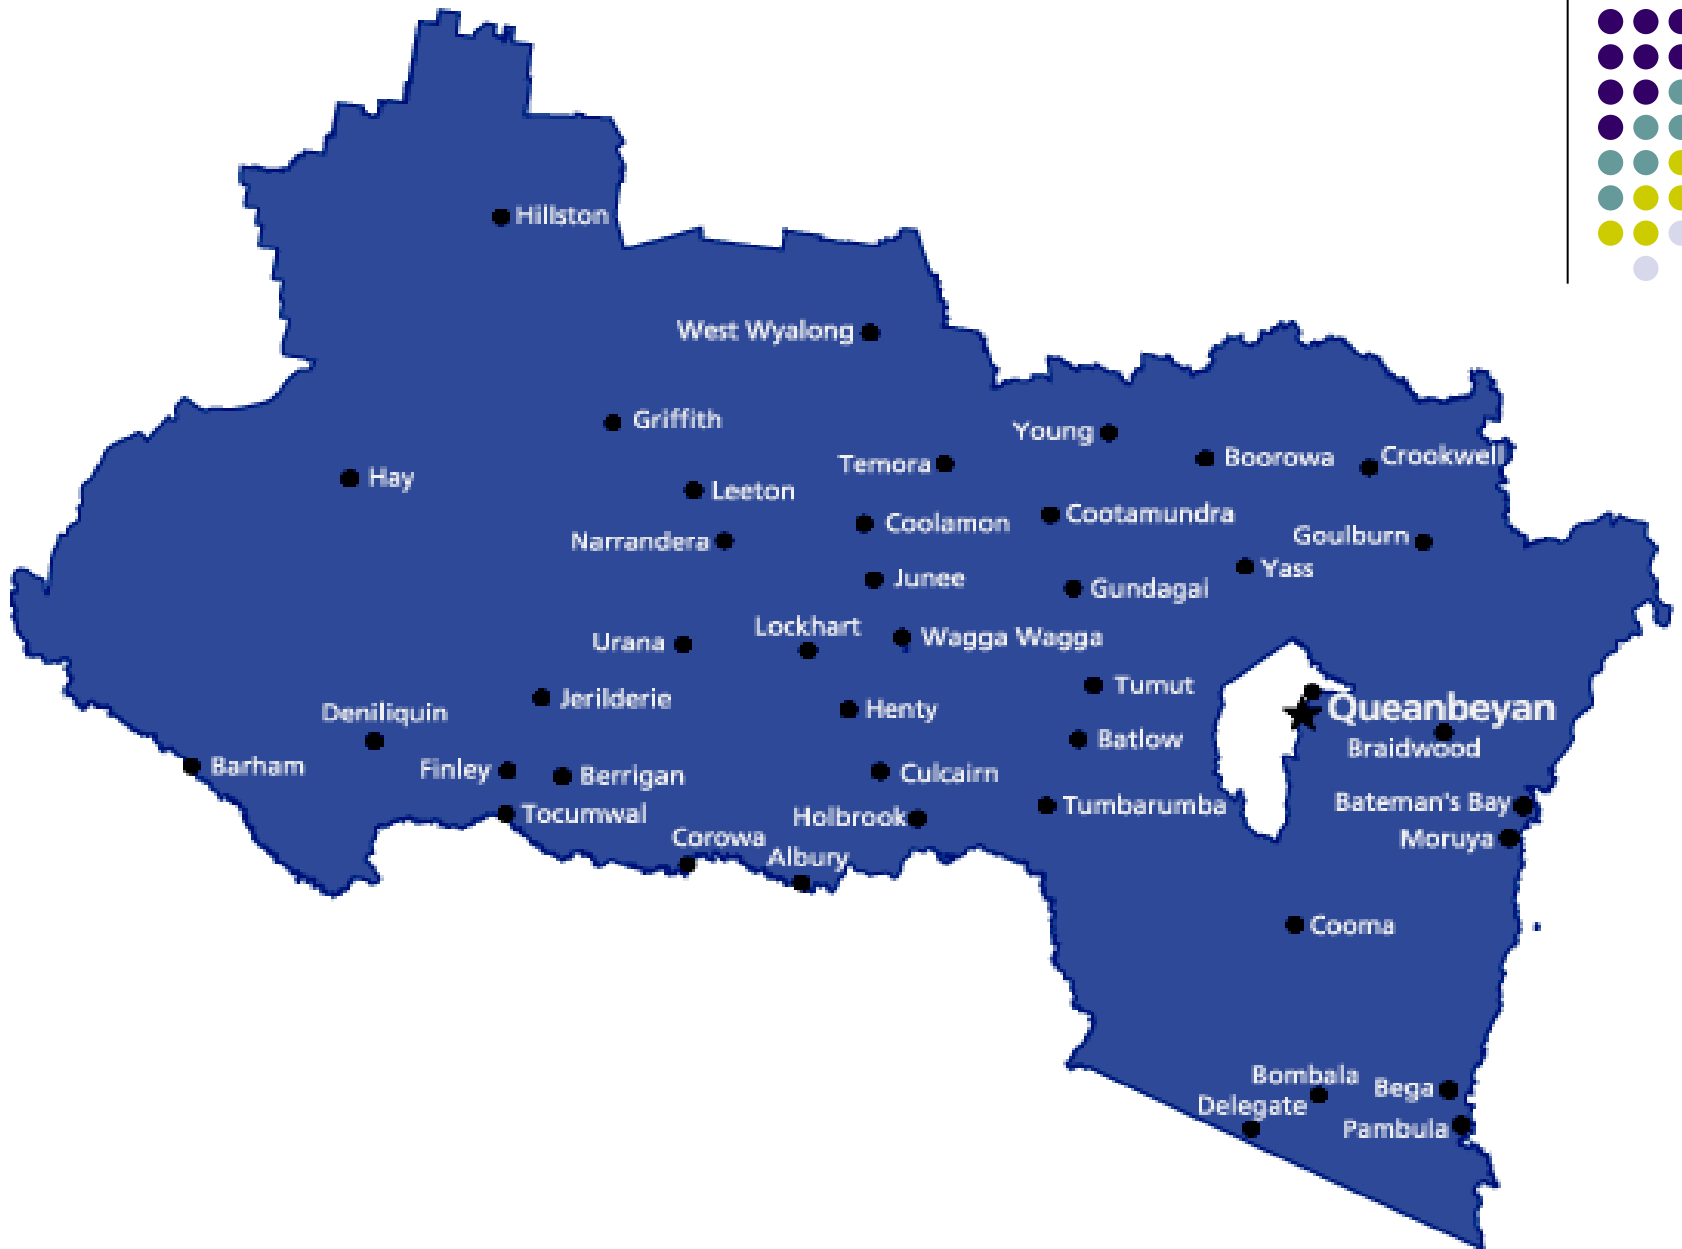 Hillston
West Wyalong
Griffith
Young
Temora
Boorowa
Crookwell
Hay
Leeton
Coolamon
Cootamundra
Narrandera
Goulburn
Yass
Junee
Gundagai
Lockhart
Urana
Wagga Wagga
Tumut
Jerilderie
Deniliquin
Henty
Queanbeyan
Batlow
Braidwood
Barham
Finley
Berrigan
Culcairn
Bateman's Bay
Tumbarumba
Tocumwal
Holbrook
Corowa
Moruya
Albury
Cooma
Bombala
Bega
Delegate
Pambula